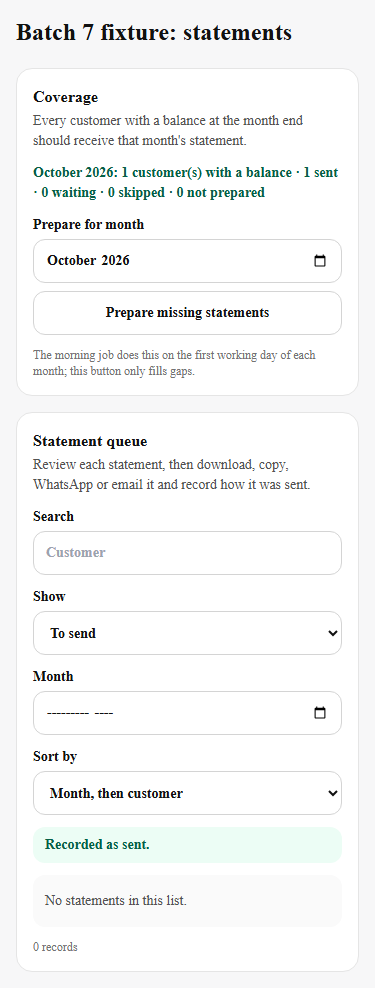 Batch 7 fixture: statements
Coverage
Every customer with a balance at the month end
should receive that month's statement.
October 2026: 1 customer(s) with a balance · 1 sent
· 0 waiting · 0 skipped · 0 not prepared
Prepare for month
October 2026
Prepare missing statements
The morning job does this on the first working day of each
month; this button only fills gaps.
Statement queue
Review each statement, then download, copy,
WhatsApp or email it and record how it was sent.
Search
Customer
Show
To send
Month
--------- ----
Sort by
Month, then customer
Recorded as sent.
No statements in this list.
0 records